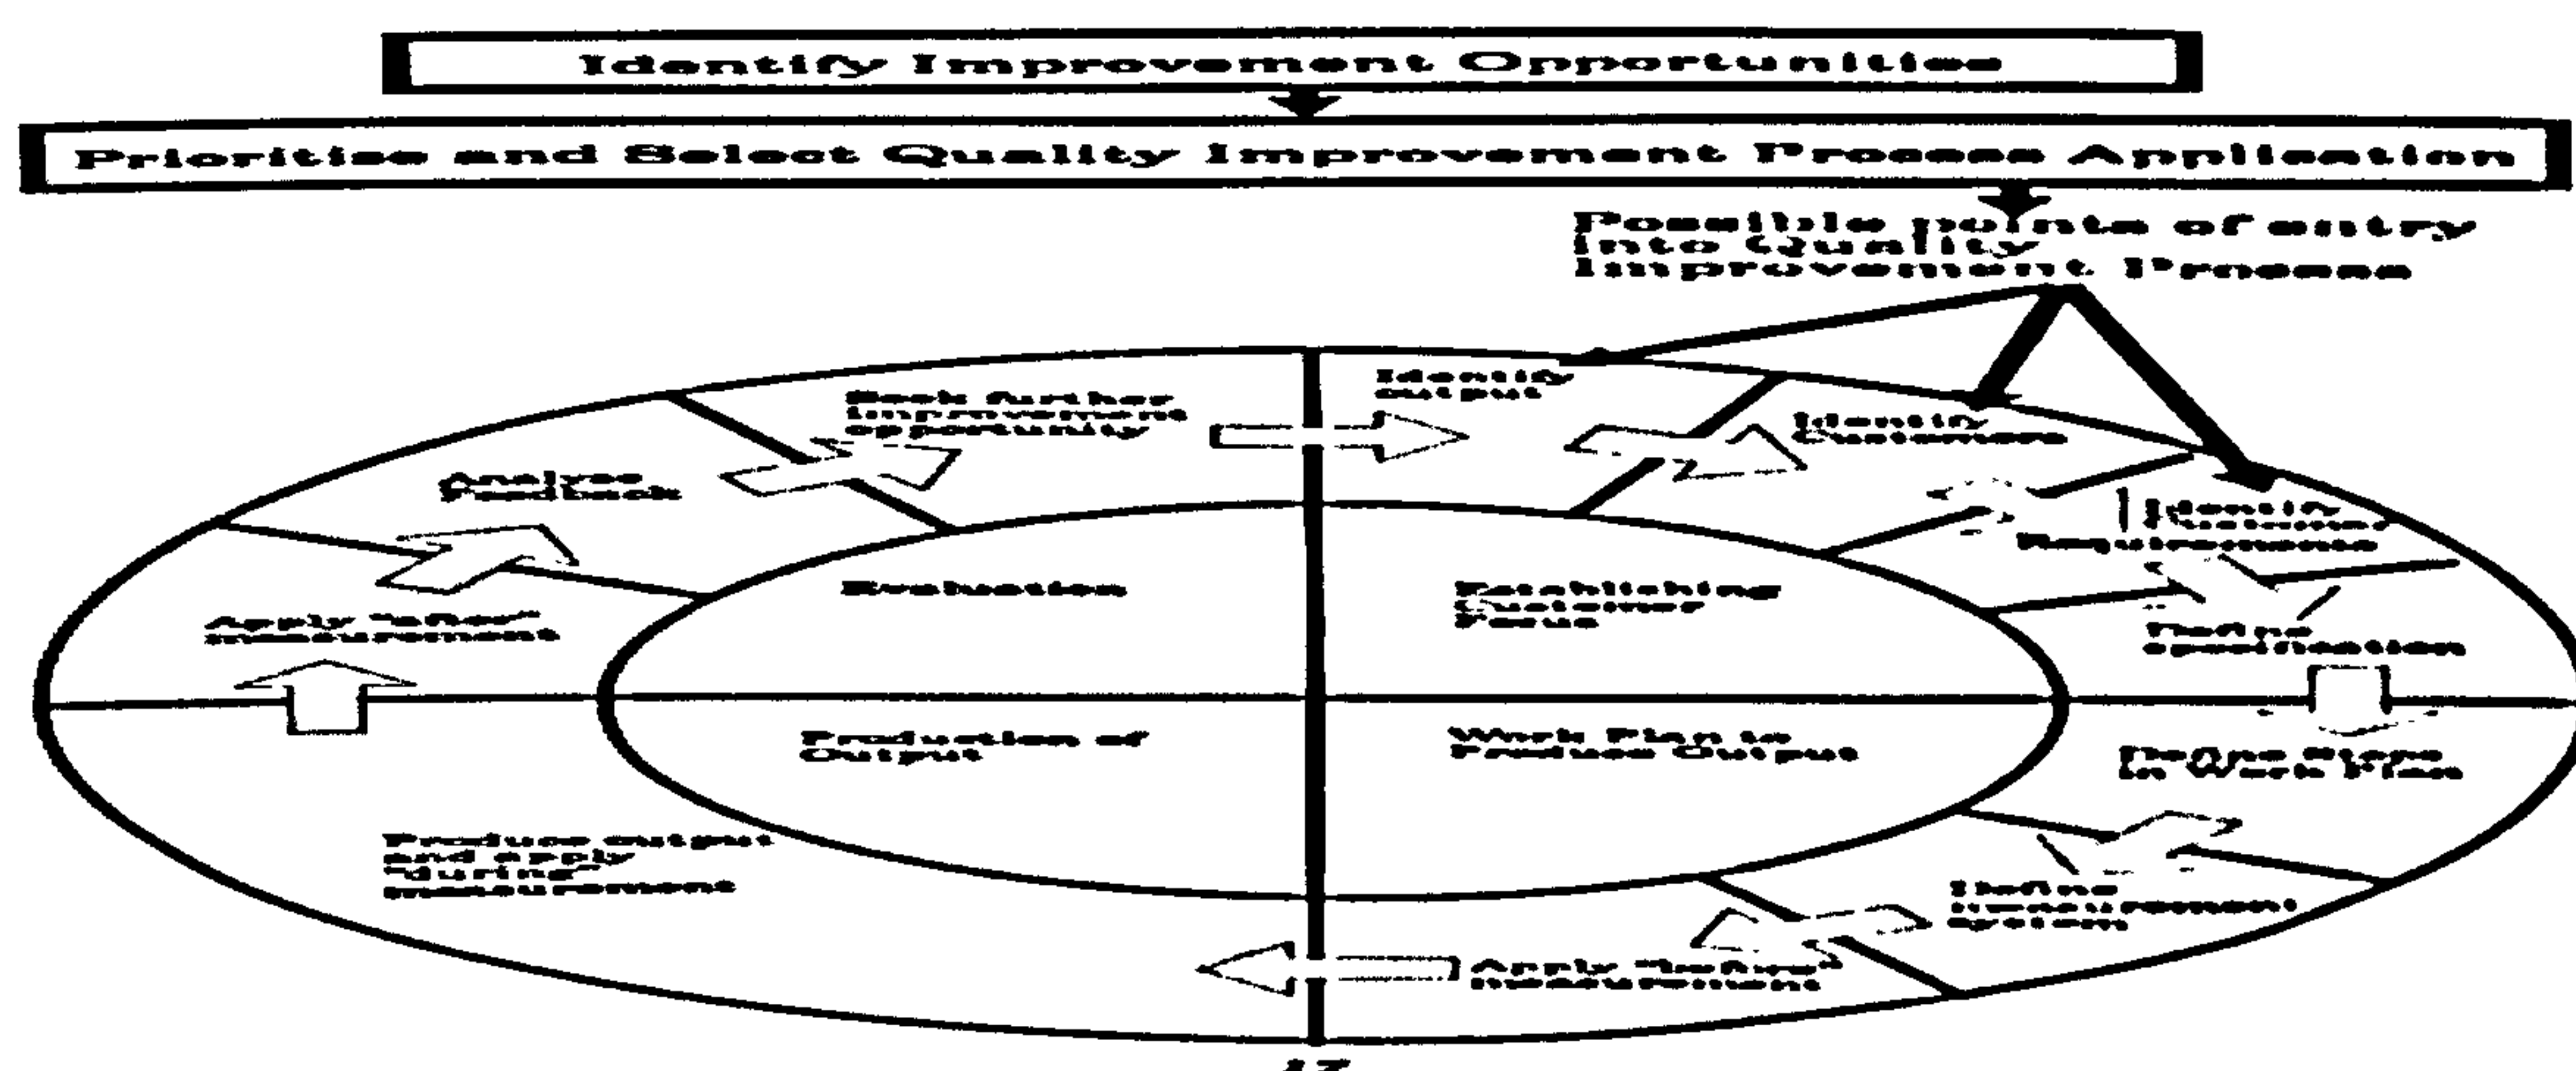 Identify Improvement Opportunities
Prioritise and Select Quality Improvement Process Application
Possible points of entry
into Quality
Improvement Process
Identify
output
Identify
Customers
Identify
Customer
Requirements
Define
specification
Define Steps
in Work Plan
Define
measurement
system
Apply "before"
measurement
Produce output
and apply
"during"
measurement
Apply "after"
measurement
Analyse
Feedback
Seek further
improvement
opportunity
Evaluation
Establishing
Customer
Focus
Production of
Output
Work Plan to
Produce Output
17